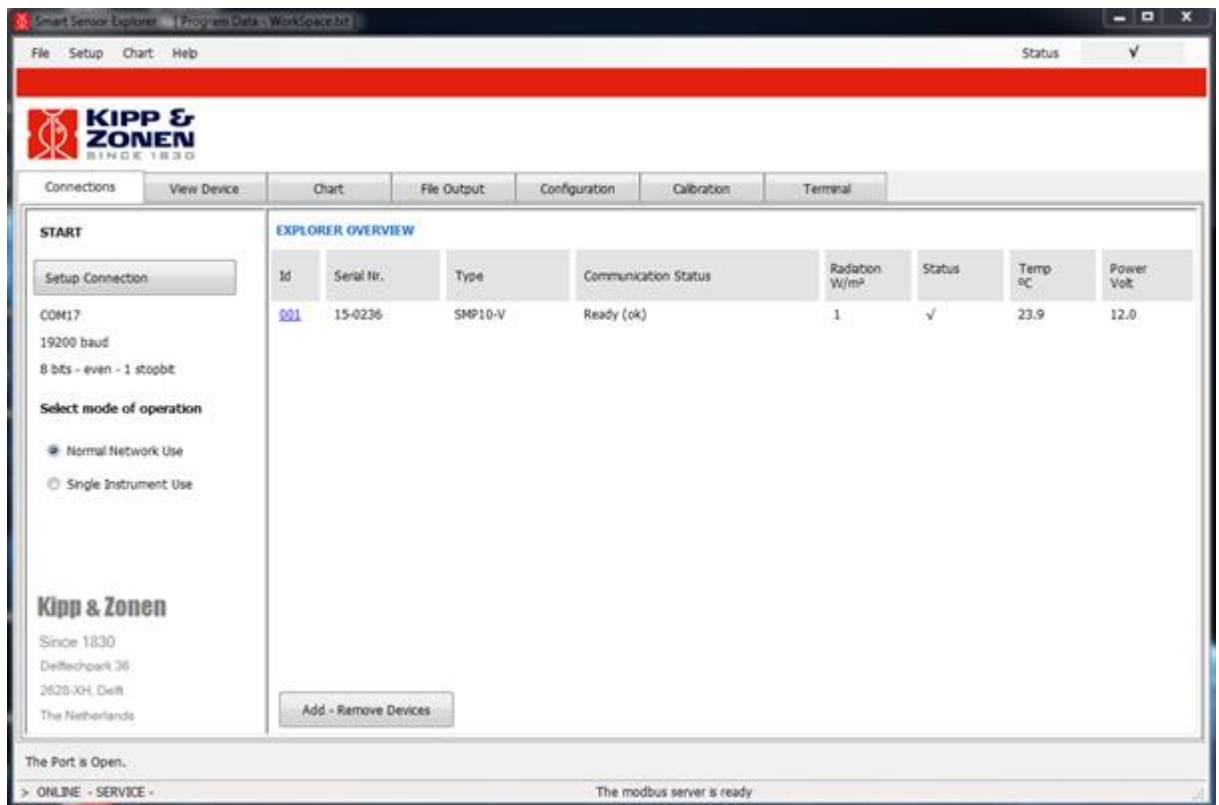 Smart Sensor Explorer [ Program Data - WorkSpace.txt ]
File Setup Chart Help Status √
KIPP &
ZONEN
SINCE 1830
Connections View Device Chart File Output Configuration Calibration Terminal
START
Setup Connection
COM17
19200 baud
8 bits - even - 1 stopbit
Select mode of operation
Normal Network Use
Single Instrument Use
Kipp & Zonen
Since 1830
Delftechpark 36
2628-XH, Delft
The Netherlands
EXPLORER OVERVIEW
Id Serial Nr. Type Communication Status Radiation W/m² Status Temp ºC Power Volt
001 15-0236 SMP10-V Ready (ok) 1 √ 23.9 12.0
Add - Remove Devices
The Port is Open.
> ONLINE - SERVICE - The modbus server is ready